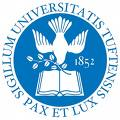 SIGILLUM UNIVERSITATIS TUFTENSIS
PAX ET LUX
1852